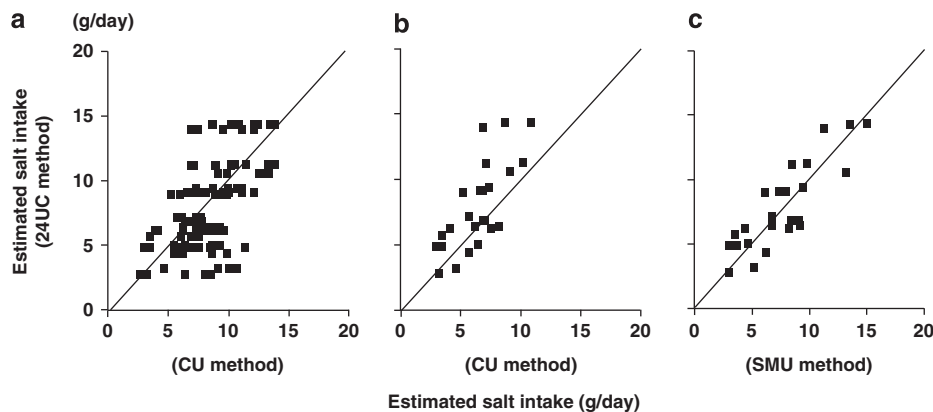 a (g/day) b c
Estimated salt intake
(24UC method)
20
15
10
5
0
0 5 10 15 20
(CU method)
0 5 10 15 20
(CU method)
0 5 10 15 20
(SMU method)
Estimated salt intake (g/day)